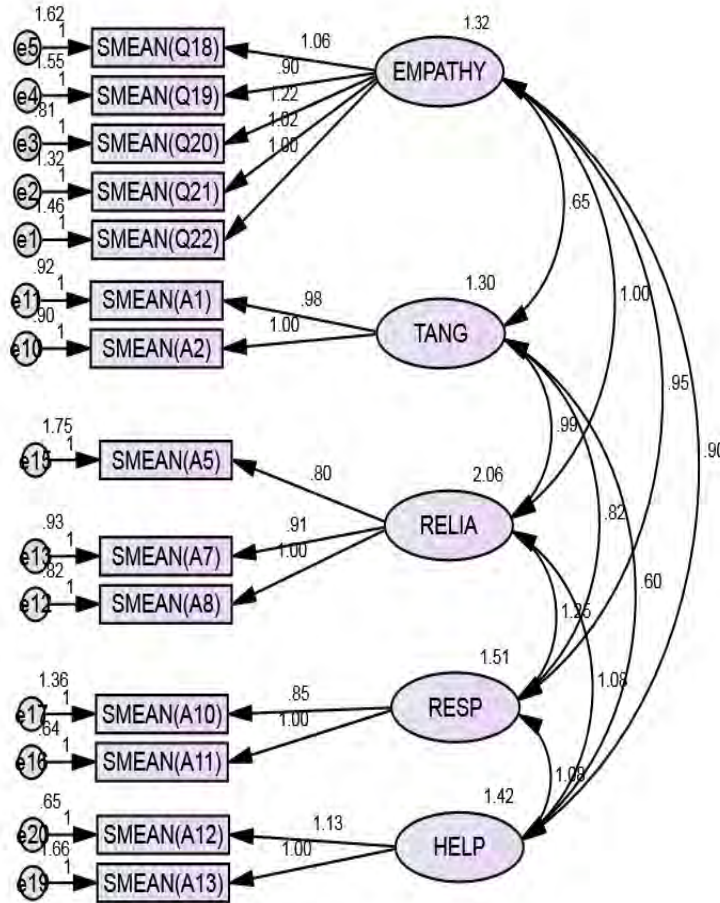 1.62
e5 1 SMEAN(Q18) 1.06 EMPATHY 1.32
1.55
e4 1 SMEAN(Q19) .90
.81
e3 1 SMEAN(Q20) 1.22
1.32
e2 1 SMEAN(Q21) 1.02
1.46
e1 1 SMEAN(Q22) 1.00
.65
.92
e11 1 SMEAN(A1) .98 TANG 1.30
1.00
.90
e10 1 SMEAN(A2) 1.00
.95
.99
.90
1.75
e15 1 SMEAN(A5) .80 RELIA 2.06
.82
.93
e13 1 SMEAN(A7) .91
.82
e12 1 SMEAN(A8) 1.00
.60
1.25
1.08
1.36
e17 1 SMEAN(A10) .85 RESP 1.51
.64
e16 1 SMEAN(A11) 1.00
1.08
.65
e20 1 SMEAN(A12) 1.13 HELP 1.42
1.66
e19 1 SMEAN(A13) 1.00